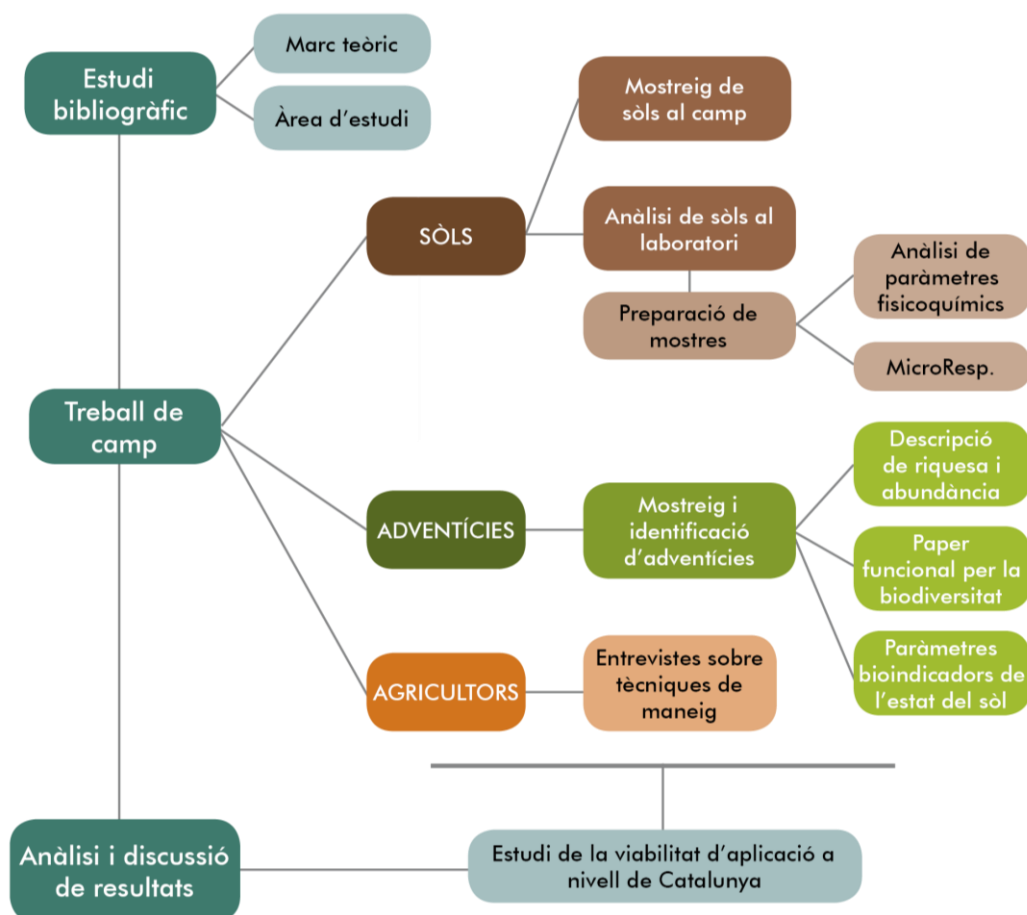 Estudi
bibliogràfic
Marc teòric
Àrea d'estudi
Mostreig de
sòls al camp
SÒLS
Anàlisi de sòls al
laboratori
Preparació de
mostres
Anàlisi de
paràmetres
fisicoquímics
MicroResp.
Treball de
camp
ADVENTÍCIES
Mostreig i
identificació
d'adventícies
Descripció
de riquesa i
abundància
Paper
funcional per la
biodiversitat
Paràmetres
bioindicadors de
l'estat del sòl
AGRICULTORS
Entrevistes sobre
tècniques de
maneig
Anàlisi i discussió
de resultats
Estudi de la viabilitat d'aplicació a
nivell de Catalunya